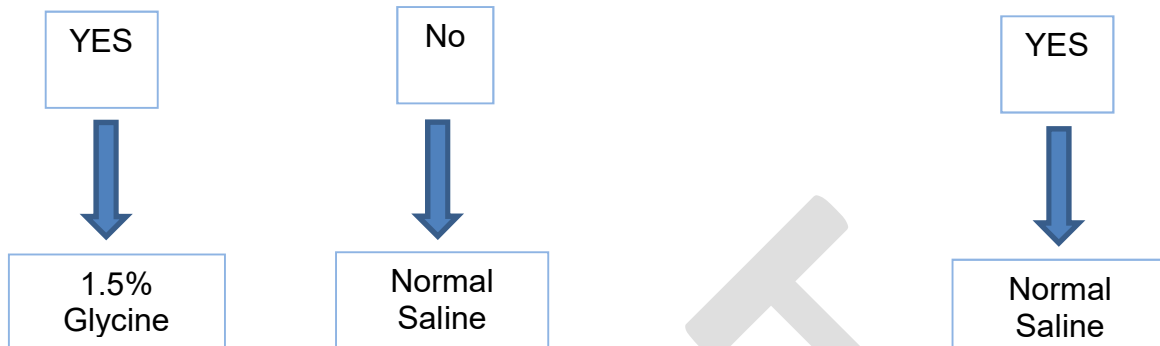 YES
No
YES
1.5%
Glycine
Normal
Saline
Normal
Saline